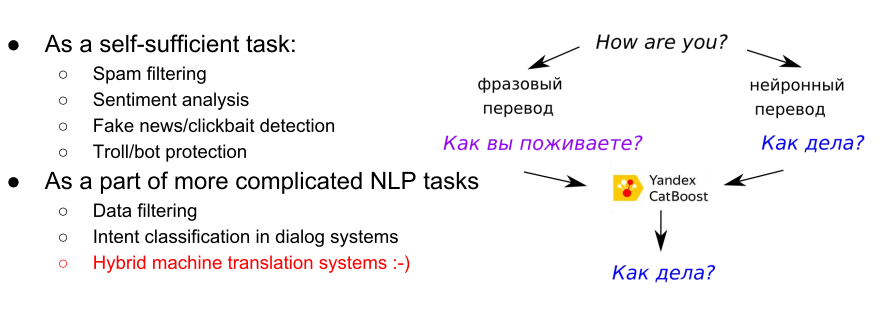 ● As a self-sufficient task:
○ Spam filtering
○ Sentiment analysis
○ Fake news/clickbait detection
○ Troll/bot protection
● As a part of more complicated NLP tasks
○ Data filtering
○ Intent classification in dialog systems
○ Hybrid machine translation systems :-)
How are you?
фразовый
перевод
нейронный
перевод
Как вы поживаете?
Как дела?
Yandex
CatBoost
Как дела?